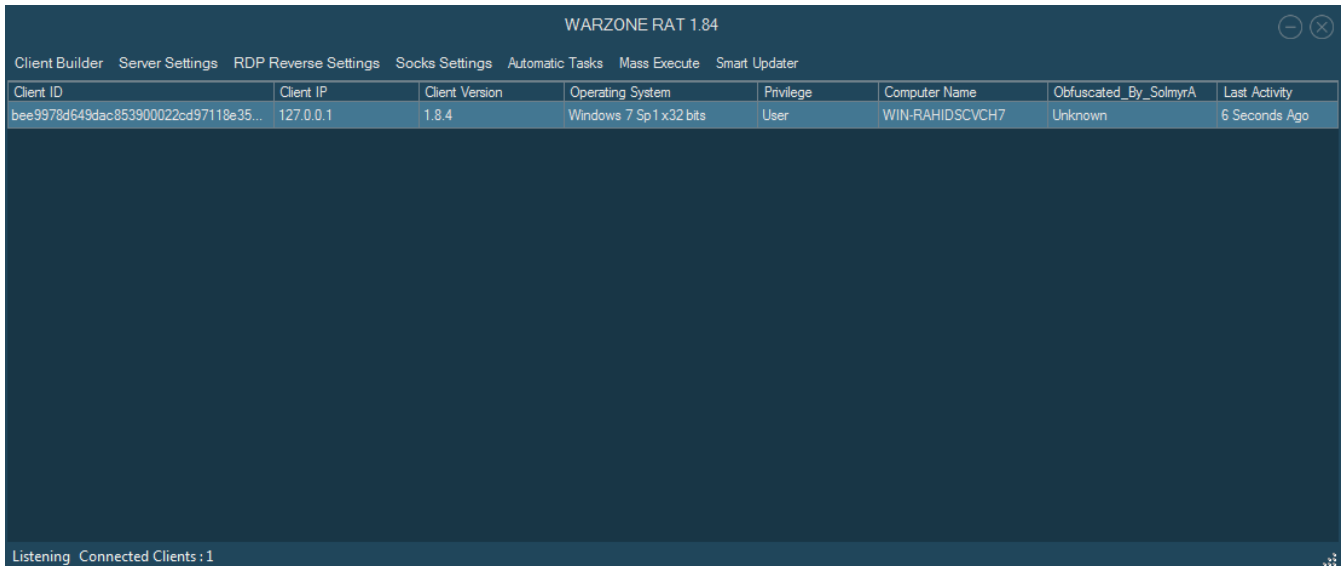 WARZONE RAT 1.84
Client Builder Server Settings RDP Reverse Settings Socks Settings Automatic Tasks Mass Execute Smart Updater
Client ID Client IP Client Version Operating System Privilege Computer Name Obfuscated_By_SolmyrA Last Activity
bee9978d649dac853900022cd97118e35... 127.0.0.1 1.8.4 Windows 7 Sp1 x32 bits User WIN-RAHIDSCVCH7 Unknown 6 Seconds Ago
Listening Connected Clients : 1